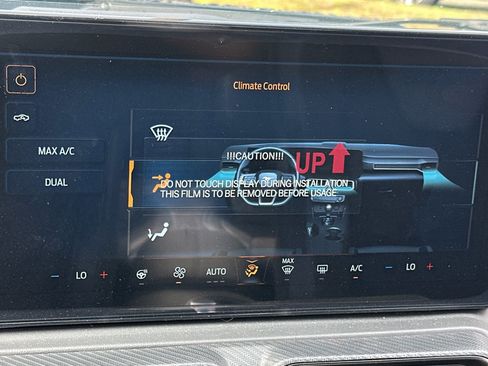 Climate Control
!!!CAUTION!!!
UP
MAX A/C
DUAL
DO NOT TOUCH DISPLAY DURING INSTALLATION
THIS FILM IS TO BE REMOVED BEFORE USAGE
− LO + AUTO MAX A/C − LO +